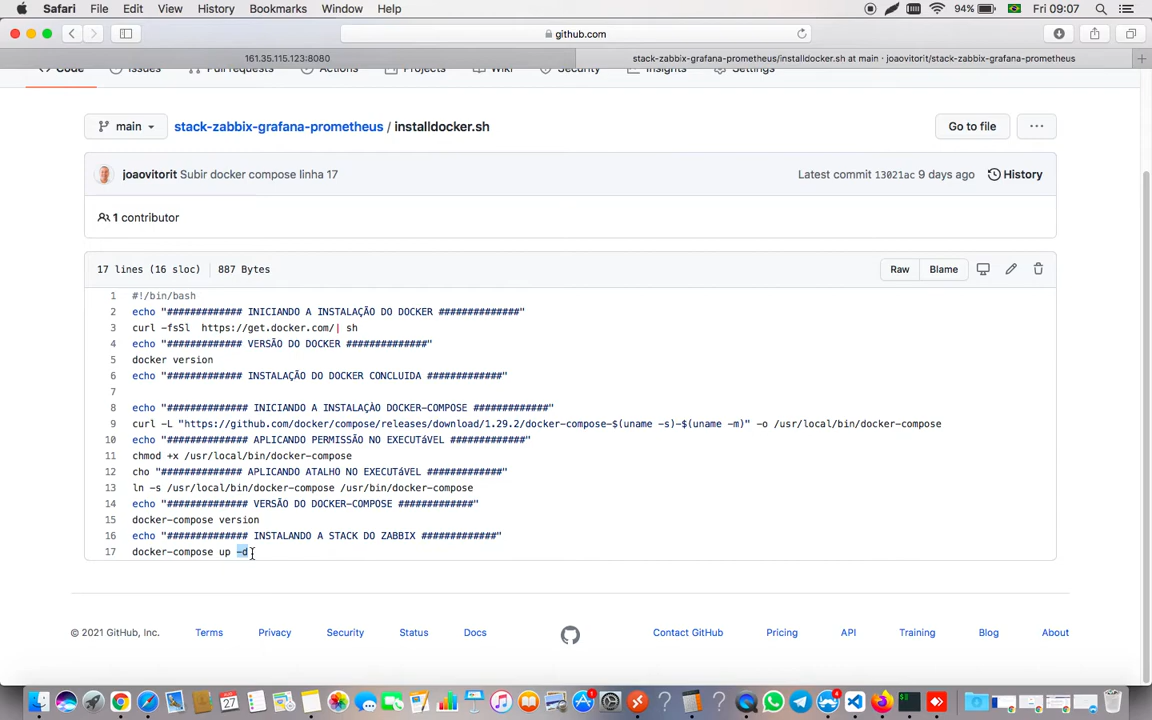 Safari File Edit View History Bookmarks Window Help
94% Fri 09:07
github.com
161.35.115.123:8080
stack-zabbix-grafana-prometheus/installdocker.sh at main · joaovitorit/stack-zabbix-grafana-prometheus
Code Issues Pull requests Actions Projects Wiki Security Insights Settings
main
stack-zabbix-grafana-prometheus / installdocker.sh
Go to file
...
joaovitorit Subir docker compose linha 17
Latest commit 13021ac 9 days ago
History
1 contributor
17 lines (16 sloc) 887 Bytes
Raw Blame
1 #!/bin/bash
2 echo "############# INICIANDO A INSTALAÇÃO DO DOCKER ##############"
3 curl -fsSl  https://get.docker.com/| sh
4 echo "############# VERSÃO DO DOCKER ##############"
5 docker version
6 echo "############# INSTALAÇÃO DO DOCKER CONCLUIDA #############"
7
8 echo "############## INICIANDO A INSTALAÇÀO DOCKER-COMPOSE #############"
9 curl -L "https://github.com/docker/compose/releases/download/1.29.2/docker-compose-$(uname -s)-$(uname -m)" -o /usr/local/bin/docker-compose
10 echo "############## APLICANDO PERMISSÃO NO EXECUTáVEL #############"
11 chmod +x /usr/local/bin/docker-compose
12 cho "############## APLICANDO ATALHO NO EXECUTáVEL #############"
13 ln -s /usr/local/bin/docker-compose /usr/bin/docker-compose
14 echo "############## VERSÃO DO DOCKER-COMPOSE #############"
15 docker-compose version
16 echo "############## INSTALANDO A STACK DO ZABBIX #############"
17 docker-compose up -d
© 2021 GitHub, Inc. Terms Privacy Security Status Docs Contact GitHub Pricing API Training Blog About